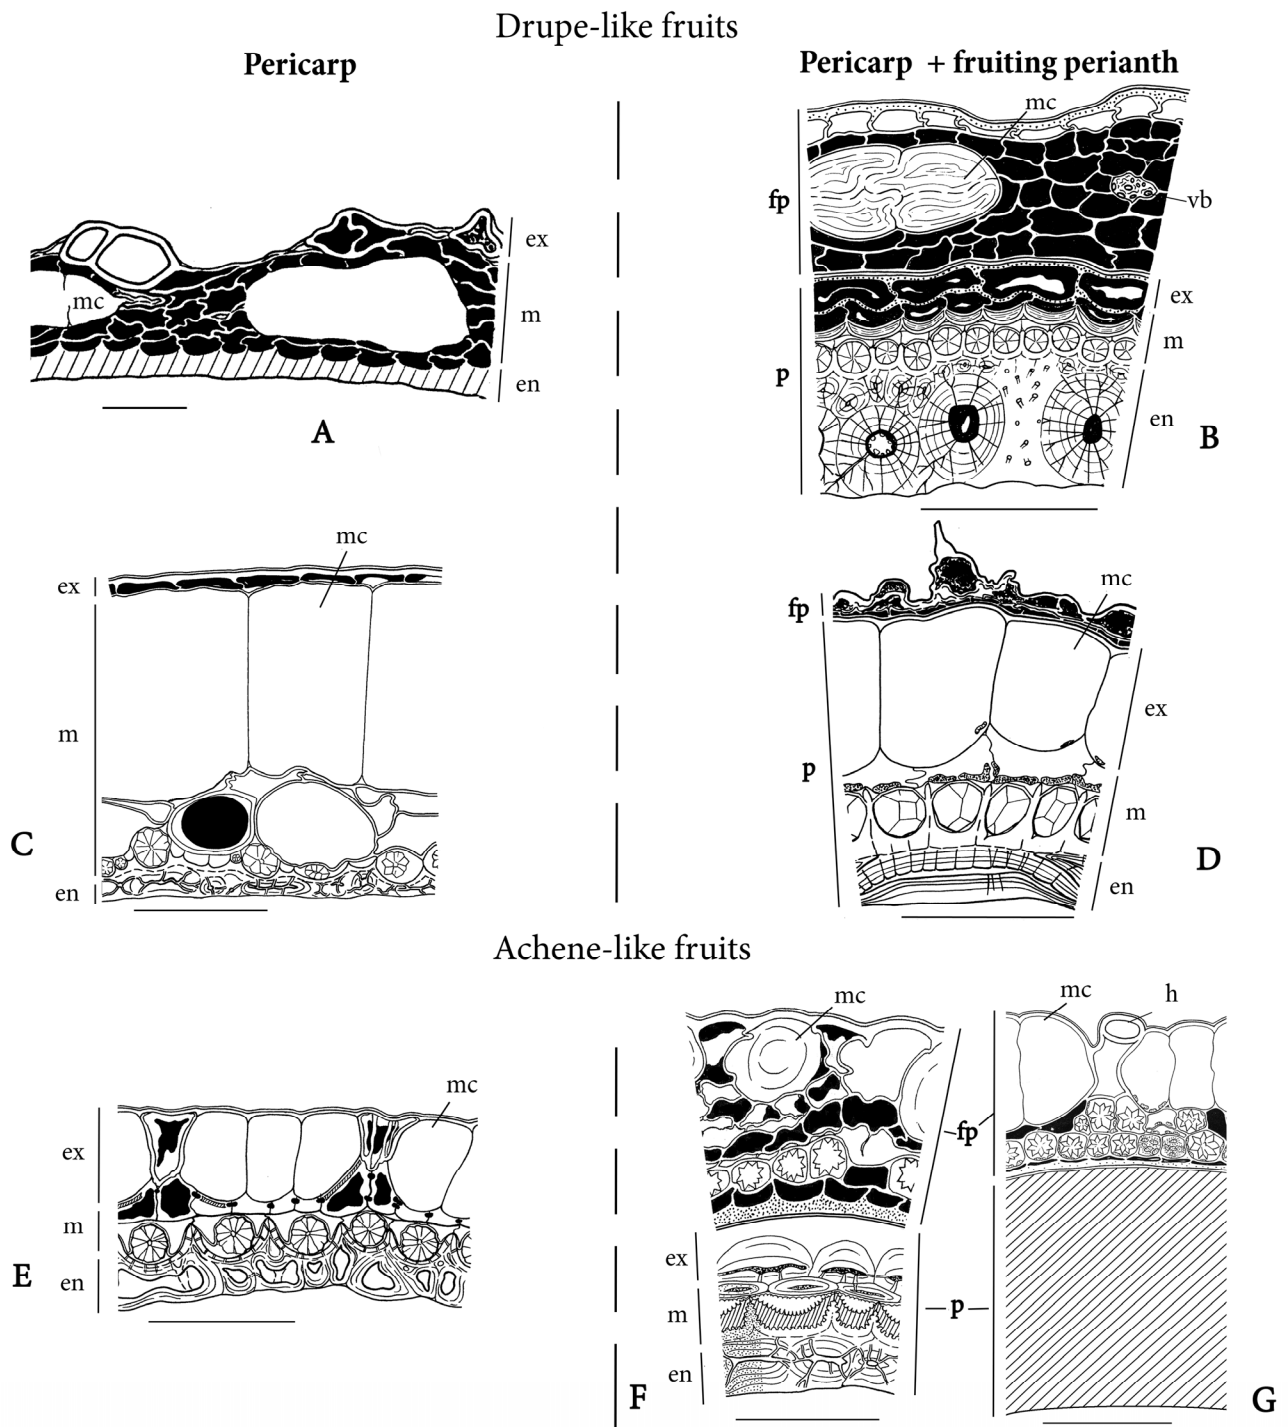 Drupe-like fruits
Pericarp
Pericarp + fruiting perianth
mc
ex
m
en
A
mc
fp
vb
ex
m
p
en
B
mc
ex
m
en
C
mc
fp
ex
p
m
en
D
Achene-like fruits
mc
ex
m
en
E
mc
fp
ex
m
p
en
F
mc
h
G